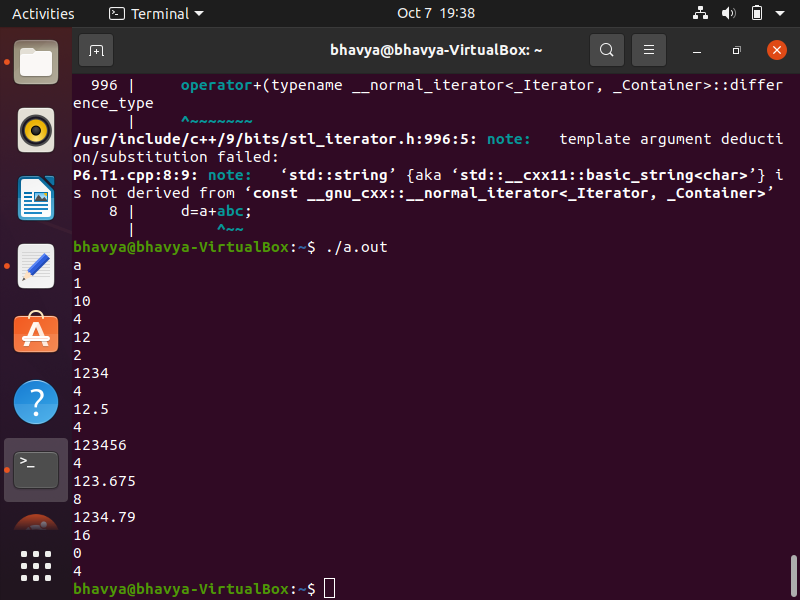 Activities Terminal Oct 7 19:38
bhavya@bhavya-VirtualBox: ~
996 | operator+(typename __normal_iterator<_Iterator, _Container>::differ
ence_type
| ^~~~~~~~
/usr/include/c++/9/bits/stl_iterator.h:996:5: note:   template argument deducti
on/substitution failed:
P6.T1.cpp:8:9: note:   ‘std::string’ {aka ‘std::__cxx11::basic_string<char>’} i
s not derived from ‘const __gnu_cxx::__normal_iterator<_Iterator, _Container>’
8 | d=a+abc;
| ^~~
bhavya@bhavya-VirtualBox:~$ ./a.out
a
1
10
4
12
2
1234
4
12.5
4
123456
4
123.675
8
1234.79
16
0
4
bhavya@bhavya-VirtualBox:~$